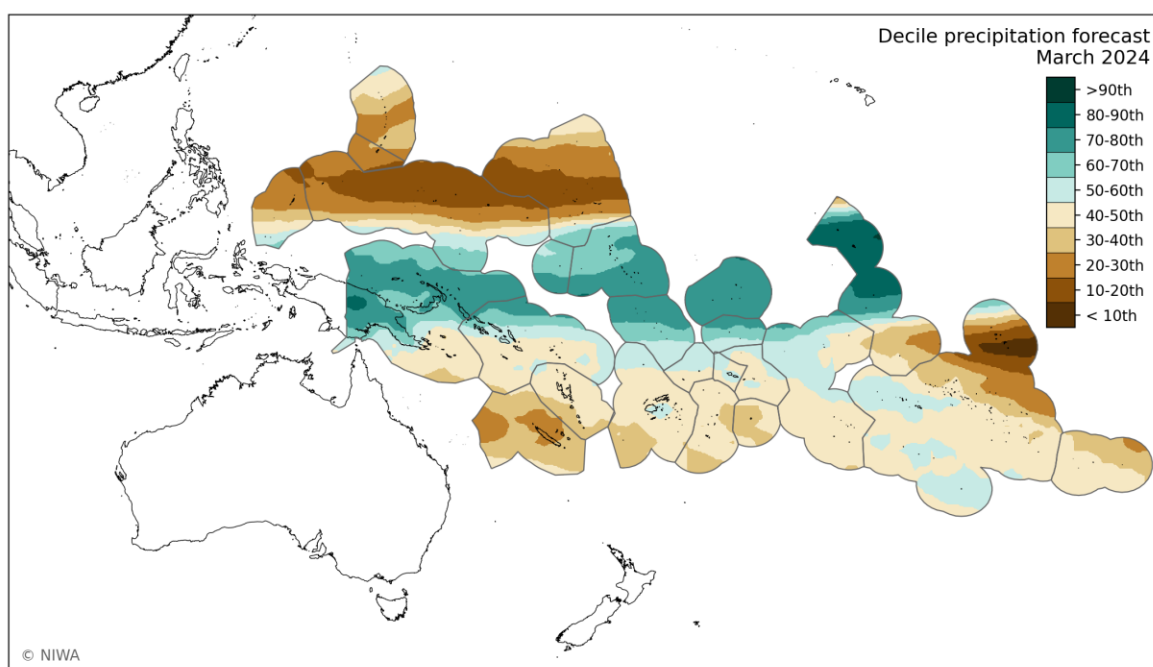 Decile precipitation forecast
March 2024
>90th
80-90th
70-80th
60-70th
50-60th
40-50th
30-40th
20-30th
10-20th
< 10th
© NIWA